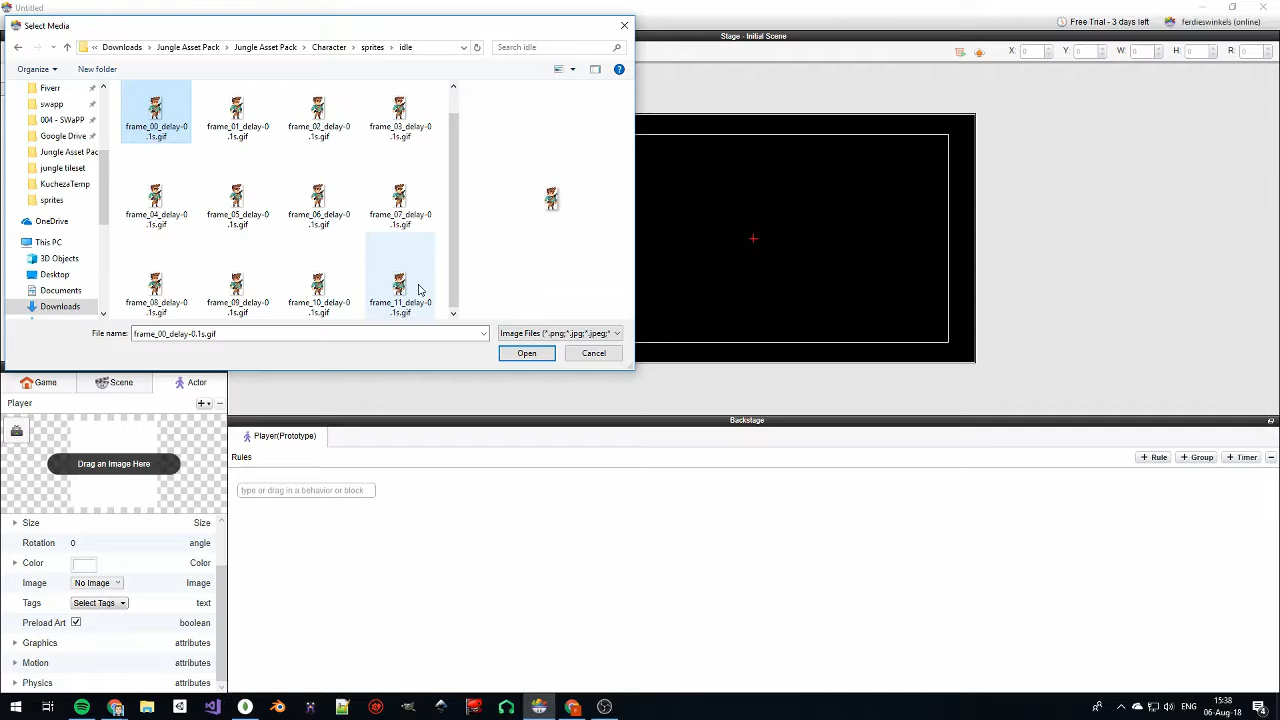 Untitled
Select Media
Free Trial - 3 days left
ferdieswinkels (online)
Stage - Initial Scene
« Downloads > Jungle Asset Pack > Jungle Asset Pack > Character > sprites > idle
Search idle
X: 0 Y: 0 W: 0 H: 0 R: 0
Organize
New folder
Fiverr
swapp
004 - SWaPP
Google Drive
Jungle Asset Pac
jungle tileset
KuchezaTemp
sprites
OneDrive
This PC
3D Objects
Desktop
Documents
Downloads
frame_00_delay-0
.1s.gif
frame_01_delay-0
.1s.gif
frame_02_delay-0
.1s.gif
frame_03_delay-0
.1s.gif
frame_04_delay-0
.1s.gif
frame_05_delay-0
.1s.gif
frame_06_delay-0
.1s.gif
frame_07_delay-0
.1s.gif
frame_08_delay-0
.1s.gif
frame_09_delay-0
.1s.gif
frame_10_delay-0
.1s.gif
frame_11_delay-0
.1s.gif
File name: frame_00_delay-0.1s.gif
Image Files (*.png;*.jpg;*.jpeg;*
Open
Cancel
Game
Scene
Actor
Player
Drag an Image Here
Size Size
Rotation 0 angle
Color Color
Image No Image Image
Tags Select Tags text
Preload Art boolean
Graphics attributes
Motion attributes
Physics attributes
Backstage
Player(Prototype)
Rules
+ Rule
+ Group
+ Timer
type or drag in a behavior or block
15:38
06-Aug-18
4